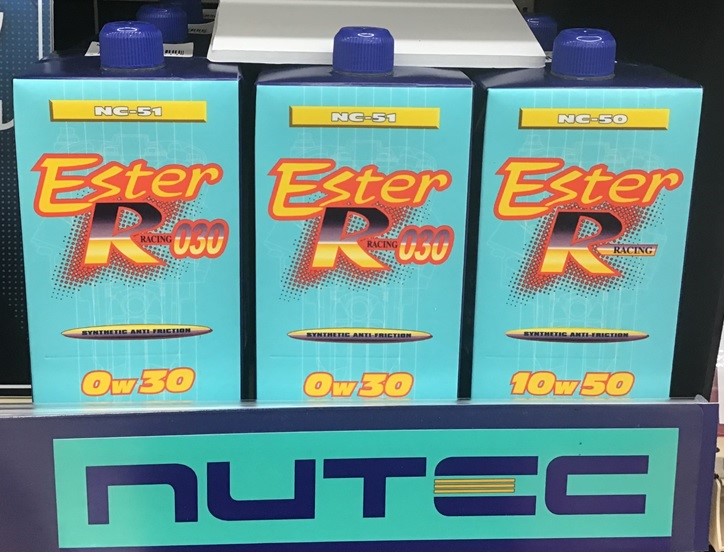 NC-51
Ester
R
RACING 030
SYNTHETIC ANTI-FRICTION
0W30
NC-51
Ester
R
RACING 030
SYNTHETIC ANTI-FRICTION
0W30
NC-50
Ester
R
RACING
SYNTHETIC ANTI-FRICTION
10W50
NUTEC